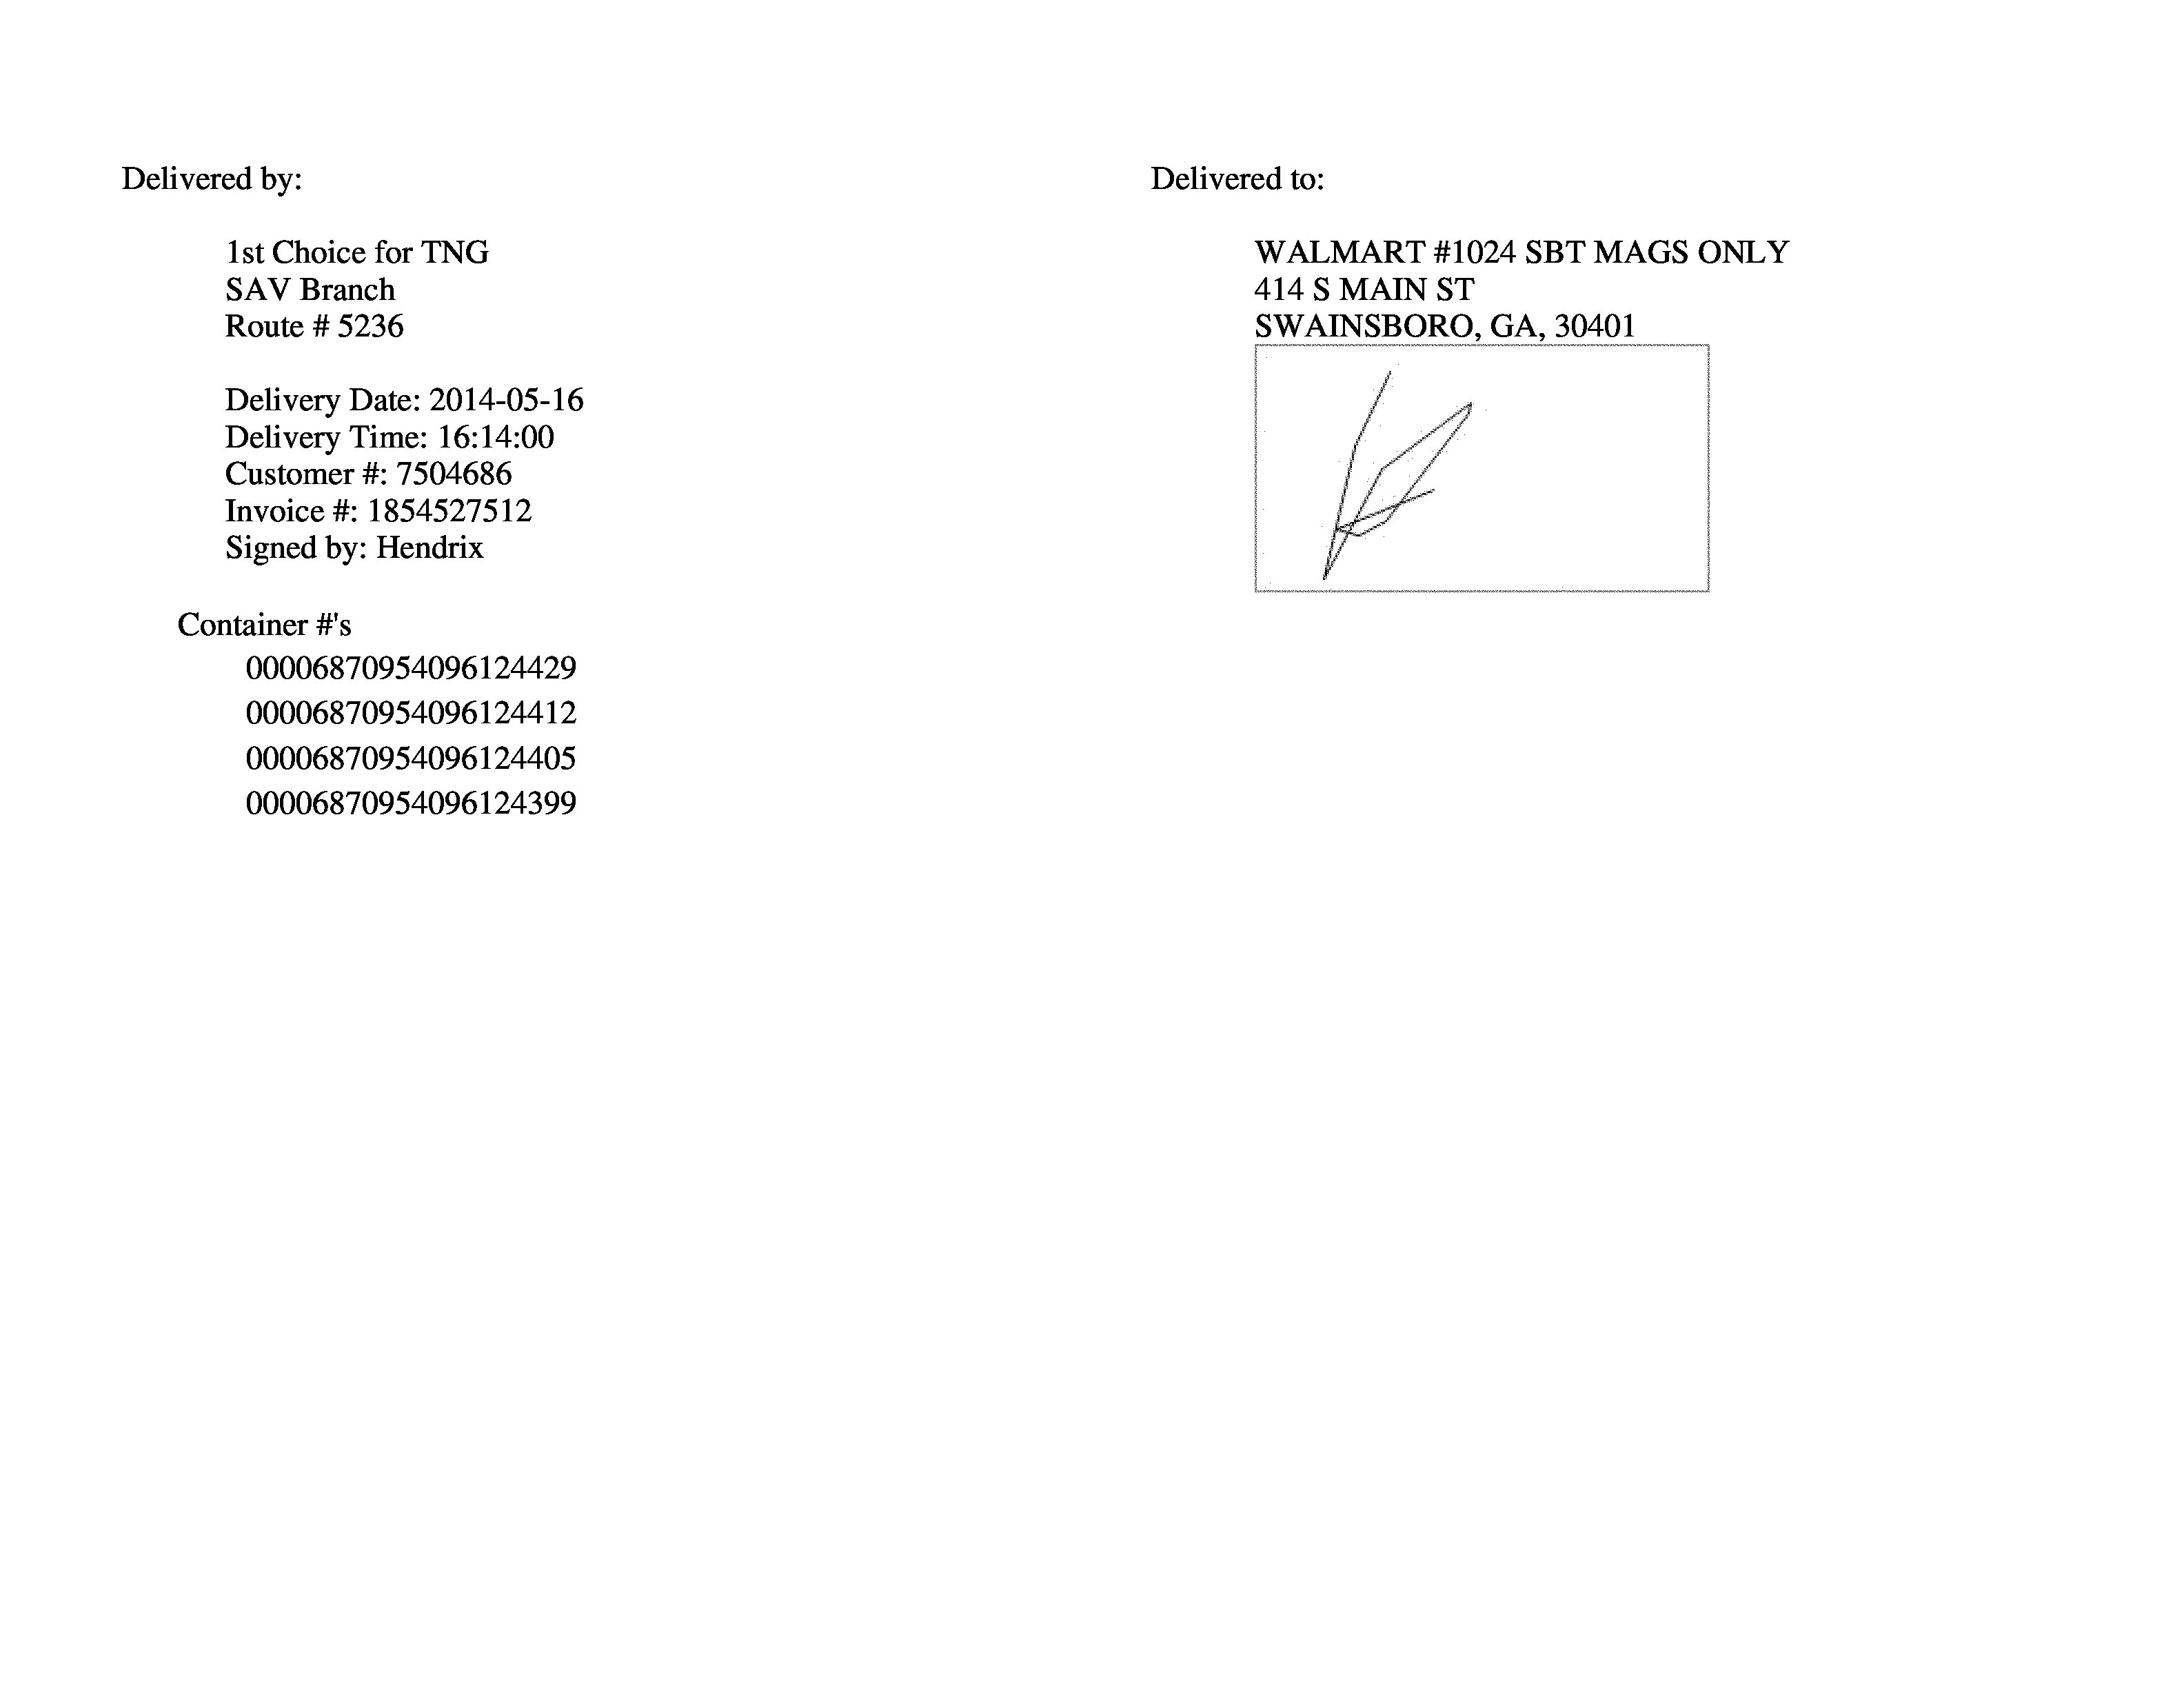 Delivered by:
1st Choice for TNG
SAV Branch
Route # 5236
Delivery Date: 2014-05-16
Delivery Time: 16:14:00
Customer #: 7504686
Invoice #: 1854527512
Signed by: Hendrix
Container #'s
00006870954096124429
00006870954096124412
00006870954096124405
00006870954096124399
Delivered to:
WALMART #1024 SBT MAGS ONLY
414 S MAIN ST
SWAINSBORO, GA, 30401